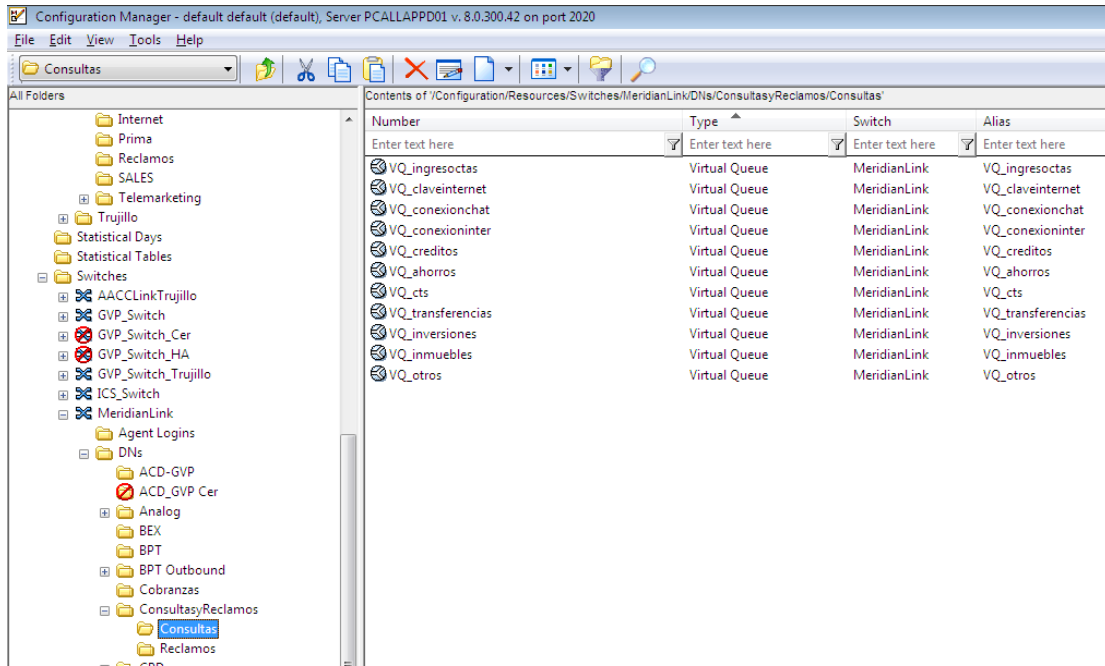 Configuration Manager - default default (default), Server PCALLAPPD01 v. 8.0.300.42 on port 2020
File Edit View Tools Help
Consultas
All Folders
Internet
Prima
Reclamos
SALES
Telemarketing
Trujillo
Statistical Days
Statistical Tables
Switches
AACCLinkTrujillo
GVP_Switch
GVP_Switch_Cer
GVP_Switch_HA
GVP_Switch_Trujillo
ICS_Switch
MeridianLink
Agent Logins
DNs
ACD-GVP
ACD_GVP Cer
Analog
BEX
BPT
BPT Outbound
Cobranzas
ConsultasyReclamos
Consultas
Reclamos
Contents of '/Configuration/Resources/Switches/MeridianLink/DNs/ConsultasyReclamos/Consultas'
Number Type Switch Alias
Enter text here Enter text here Enter text here Enter text here
VQ_ingresoctas Virtual Queue MeridianLink VQ_ingresoctas
VQ_claveinternet Virtual Queue MeridianLink VQ_claveinternet
VQ_conexionchat Virtual Queue MeridianLink VQ_conexionchat
VQ_conexioninter Virtual Queue MeridianLink VQ_conexioninter
VQ_creditos Virtual Queue MeridianLink VQ_creditos
VQ_ahorros Virtual Queue MeridianLink VQ_ahorros
VQ_cts Virtual Queue MeridianLink VQ_cts
VQ_transferencias Virtual Queue MeridianLink VQ_transferencias
VQ_inversiones Virtual Queue MeridianLink VQ_inversiones
VQ_inmuebles Virtual Queue MeridianLink VQ_inmuebles
VQ_otros Virtual Queue MeridianLink VQ_otros